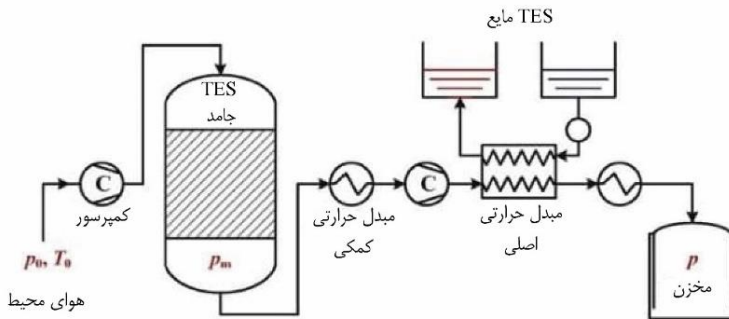 TES مایع
TES
جامد
C
کمپرسور
p₀, T₀
هوای محیط
pₘ
مبدل حرارتی
کمکی
C
مبدل حرارتی
اصلی
p
مخزن